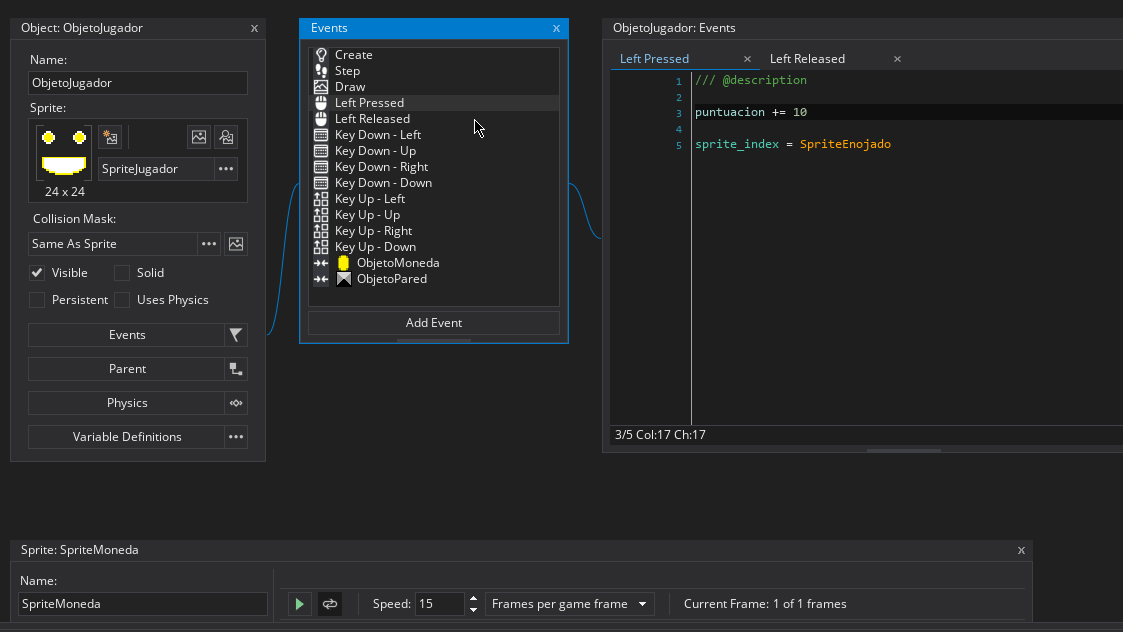 Object: ObjetoJugador
Name:
ObjetoJugador
Sprite:
SpriteJugador
24 x 24
Collision Mask:
Same As Sprite
Visible
Solid
Persistent
Uses Physics
Events
Parent
Physics
Variable Definitions
Events
Create
Step
Draw
Left Pressed
Left Released
Key Down - Left
Key Down - Up
Key Down - Right
Key Down - Down
Key Up - Left
Key Up - Up
Key Up - Right
Key Up - Down
ObjetoMoneda
ObjetoPared
Add Event
ObjetoJugador: Events
Left Pressed
Left Released
1 /// @description
2
3 puntuacion += 10
4
5 sprite_index = SpriteEnojado
3/5 Col:17 Ch:17
Sprite: SpriteMoneda
Name:
SpriteMoneda
Speed: 15
Frames per game frame
Current Frame: 1 of 1 frames